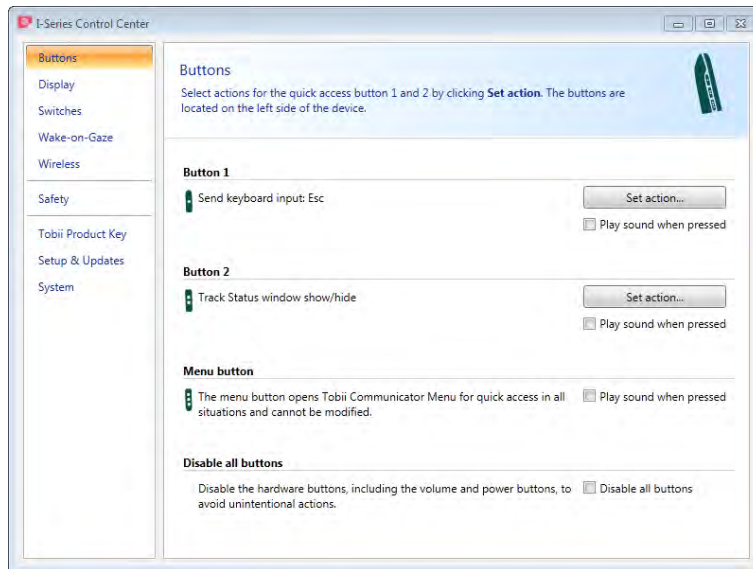 I-Series Control Center
Buttons
Display
Switches
Wake-on-Gaze
Wireless
Safety
Tobii Product Key
Setup & Updates
System
Buttons
Select actions for the quick access button 1 and 2 by clicking Set action. The buttons are
located on the left side of the device.
Button 1
Send keyboard input: Esc
Set action...
Play sound when pressed
Button 2
Track Status window show/hide
Set action...
Play sound when pressed
Menu button
The menu button opens Tobii Communicator Menu for quick access in all
situations and cannot be modified.
Play sound when pressed
Disable all buttons
Disable the hardware buttons, including the volume and power buttons, to
avoid unintentional actions.
Disable all buttons